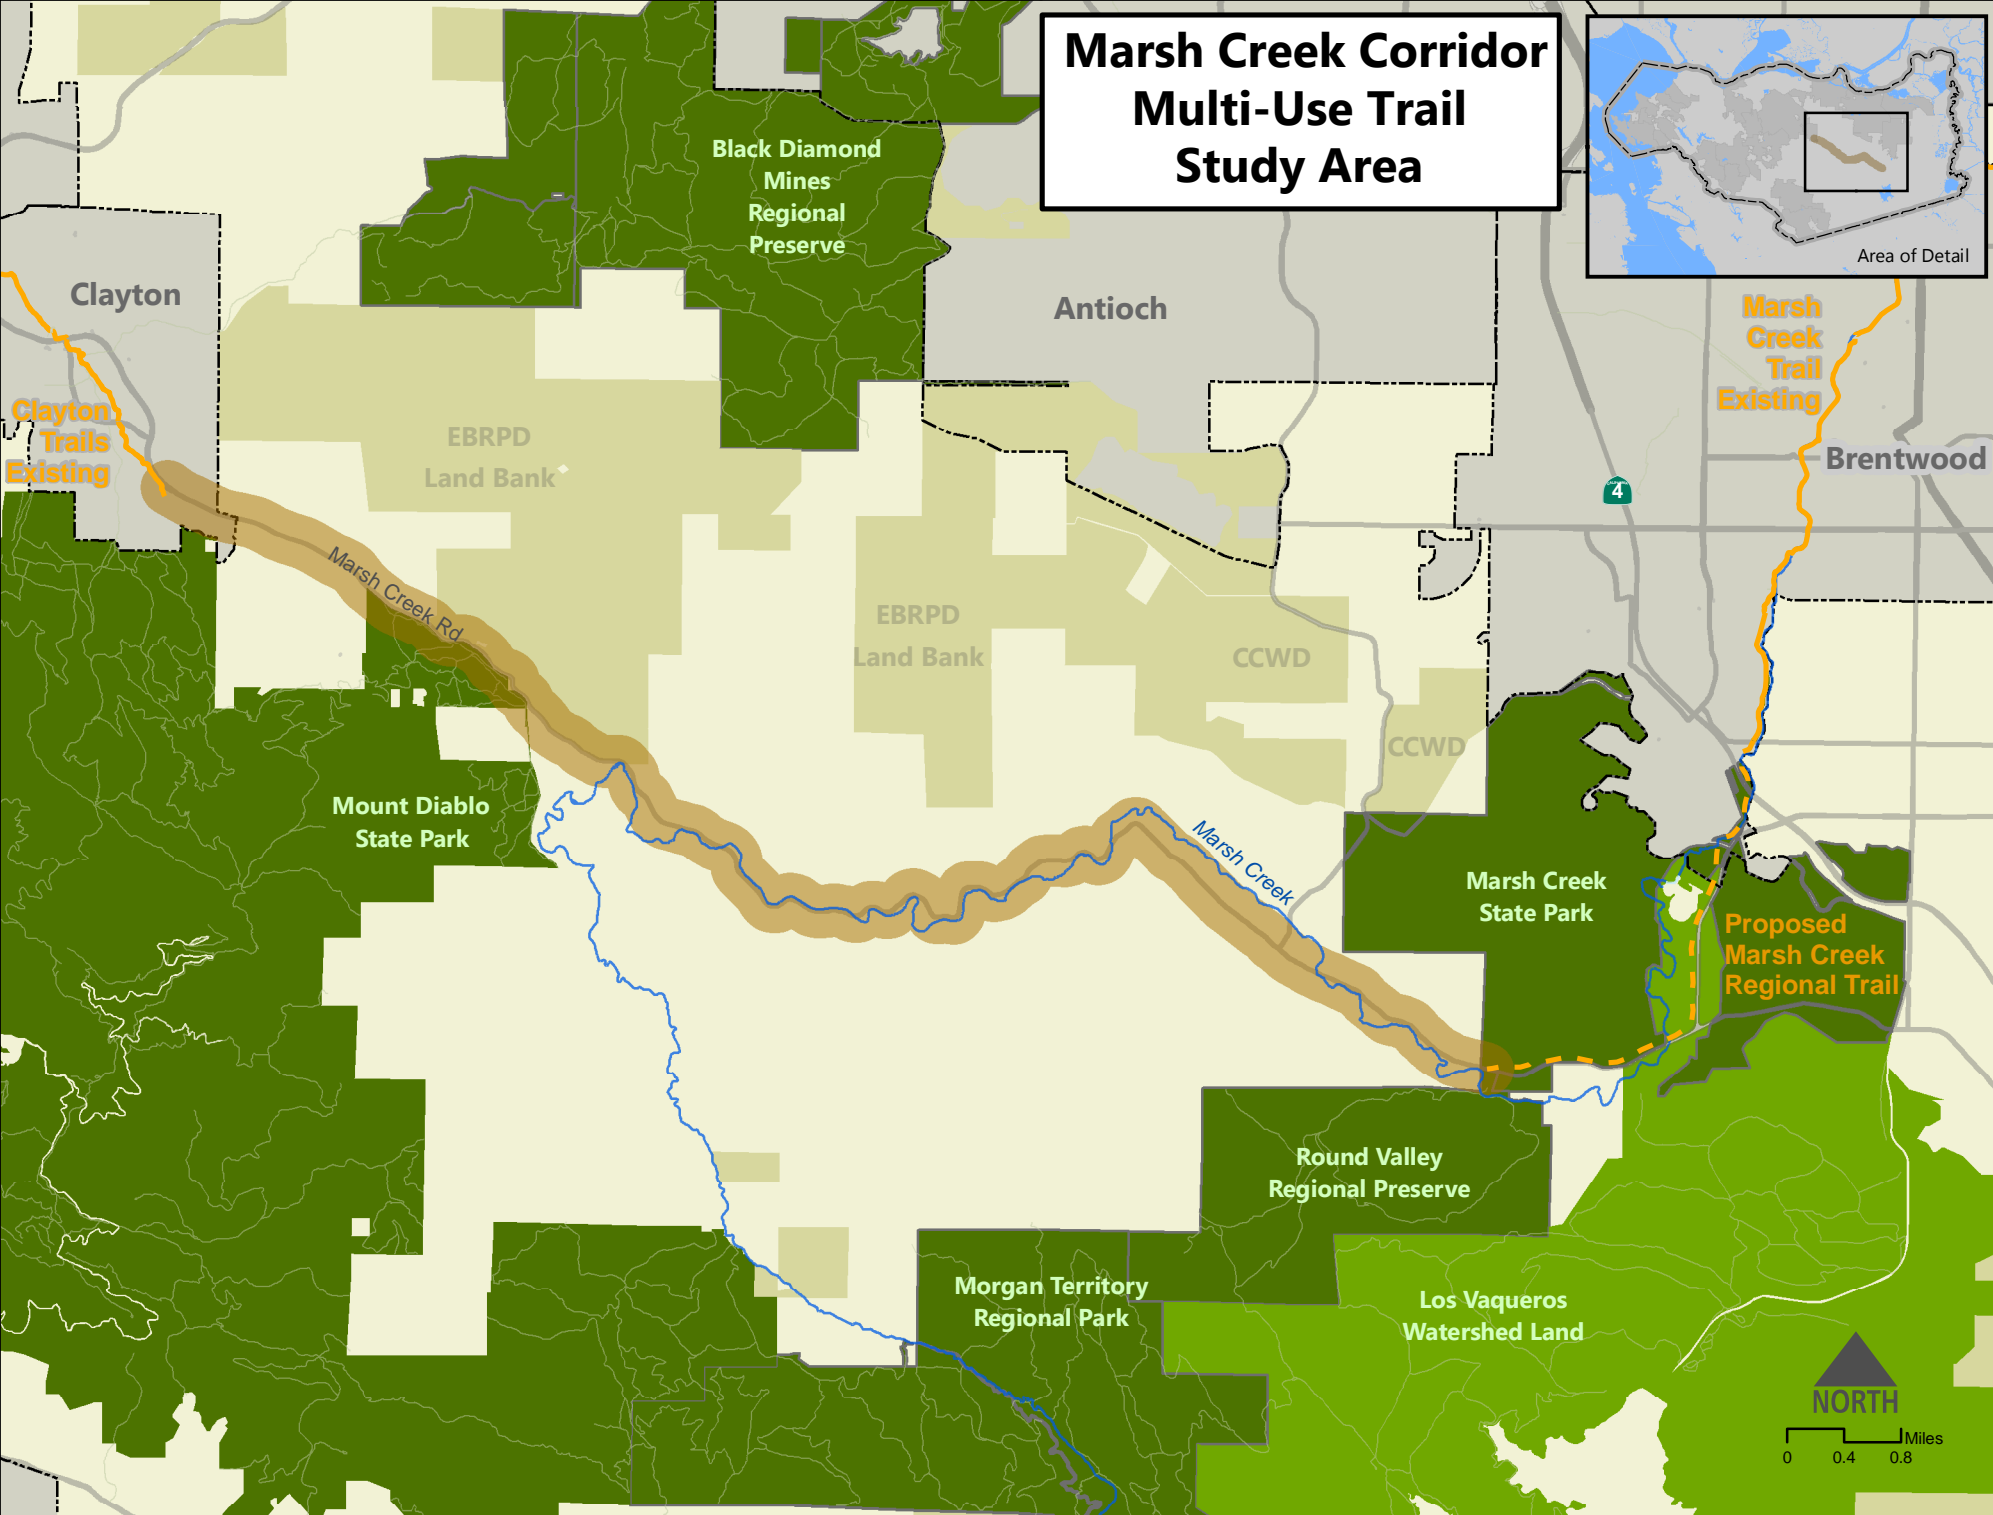 Marsh Creek Corridor
Multi-Use Trail
Study Area
Area of Detail
Black Diamond
Mines
Regional
Preserve
Clayton
Antioch
Marsh
Creek
Trail
Existing
Clayton
Trails
Existing
Brentwood
EBRPD
Land Bank
CALIFORNIA
4
Marsh Creek Rd
EBRPD
Land Bank
CCWD
CCWD
Mount Diablo
State Park
Marsh Creek
Marsh Creek
State Park
Proposed
Marsh Creek
Regional Trail
Round Valley
Regional Preserve
Morgan Territory
Regional Park
Los Vaqueros
Watershed Land
NORTH
Miles
0 0.4 0.8